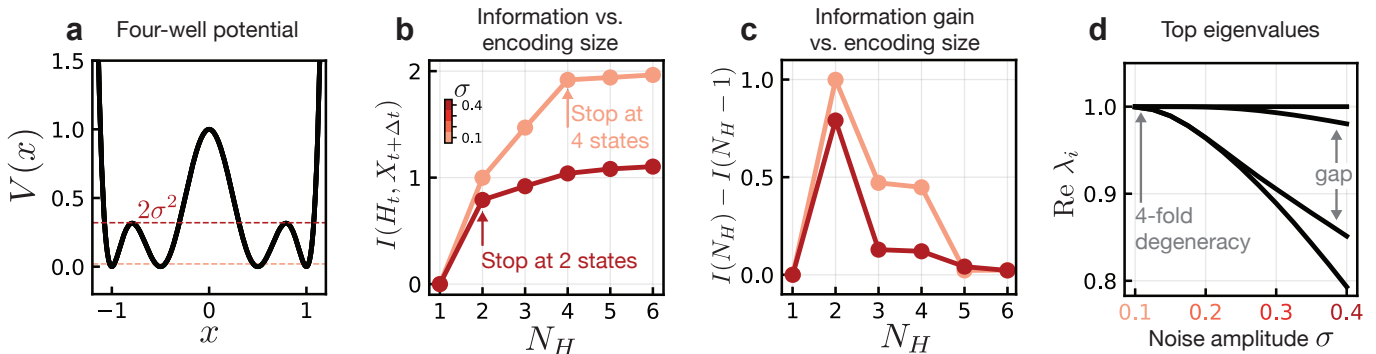 a Four-well potential
V(x)
1.5
1.0
0.5
0.0
2σ²
−1 0 1
x
b Information vs.
encoding size
I(H_t, X_{t+Δt})
2
1
0
σ
0.4
0.1
Stop at
4 states
Stop at 2 states
1 2 3 4 5 6
N_H
c Information gain
vs. encoding size
I(N_H) − I(N_H − 1)
1.0
0.5
0.0
1 2 3 4 5 6
N_H
d Top eigenvalues
Re λ_i
1.0
0.9
0.8
4-fold
degeneracy
gap
0.1 0.2 0.3 0.4
Noise amplitude σ